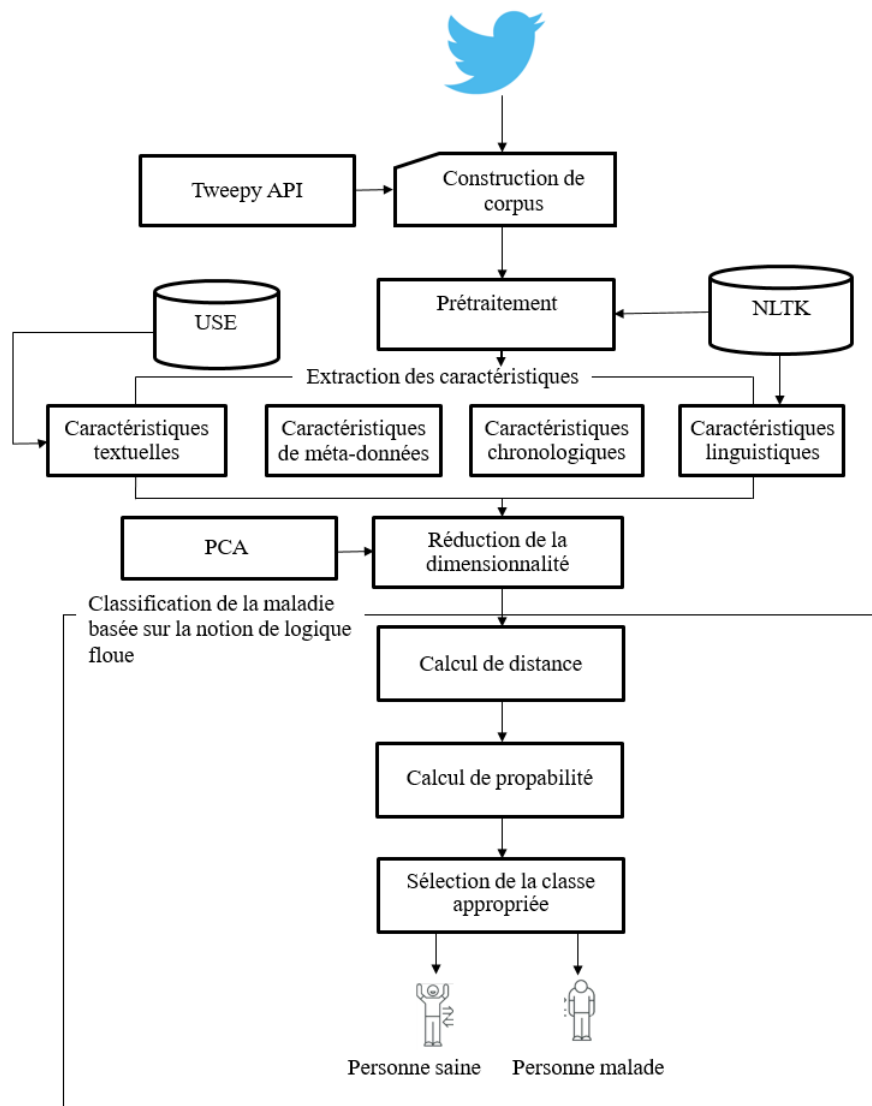 Tweepy API
Construction de
corpus
USE
Prétraitement
NLTK
Extraction des caractéristiques
Caractéristiques
textuelles
Caractéristiques
de méta-données
Caractéristiques
chronologiques
Caractéristiques
linguistiques
PCA
Réduction de la
dimensionnalité
Classification de la maladie
basée sur la notion de logique
floue
Calcul de distance
Calcul de propabilité
Sélection de la classe
appropriée
Personne saine
Personne malade